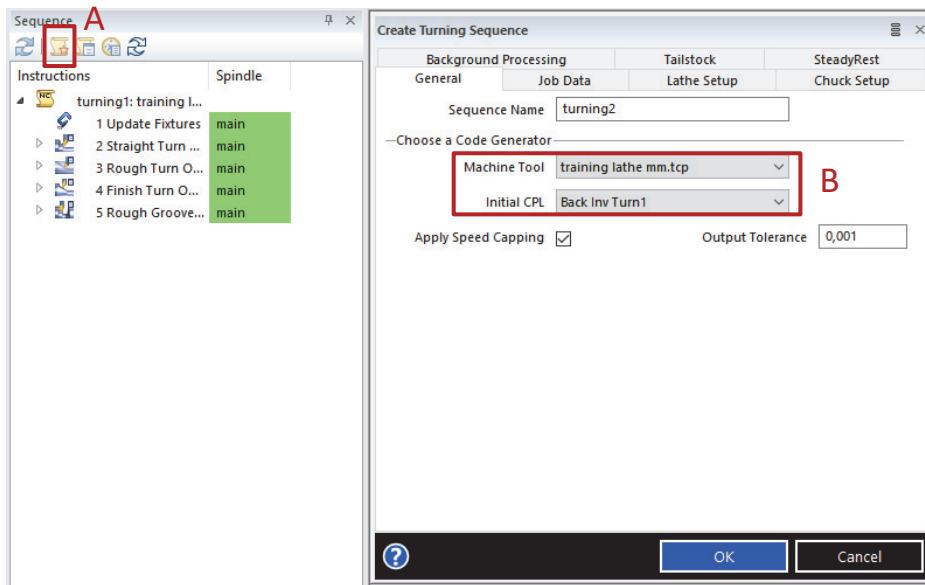 Sequence
A
Instructions Spindle
NC turning1: training l...
1 Update Fixtures main
2 Straight Turn ... main
3 Rough Turn O... main
4 Finish Turn O... main
5 Rough Groove... main
Create Turning Sequence
Background Processing Tailstock SteadyRest
General Job Data Lathe Setup Chuck Setup
Sequence Name turning2
Choose a Code Generator
Machine Tool training lathe mm.tcp
B
Initial CPL Back Inv Turn1
Apply Speed Capping Output Tolerance 0,001
? OK Cancel